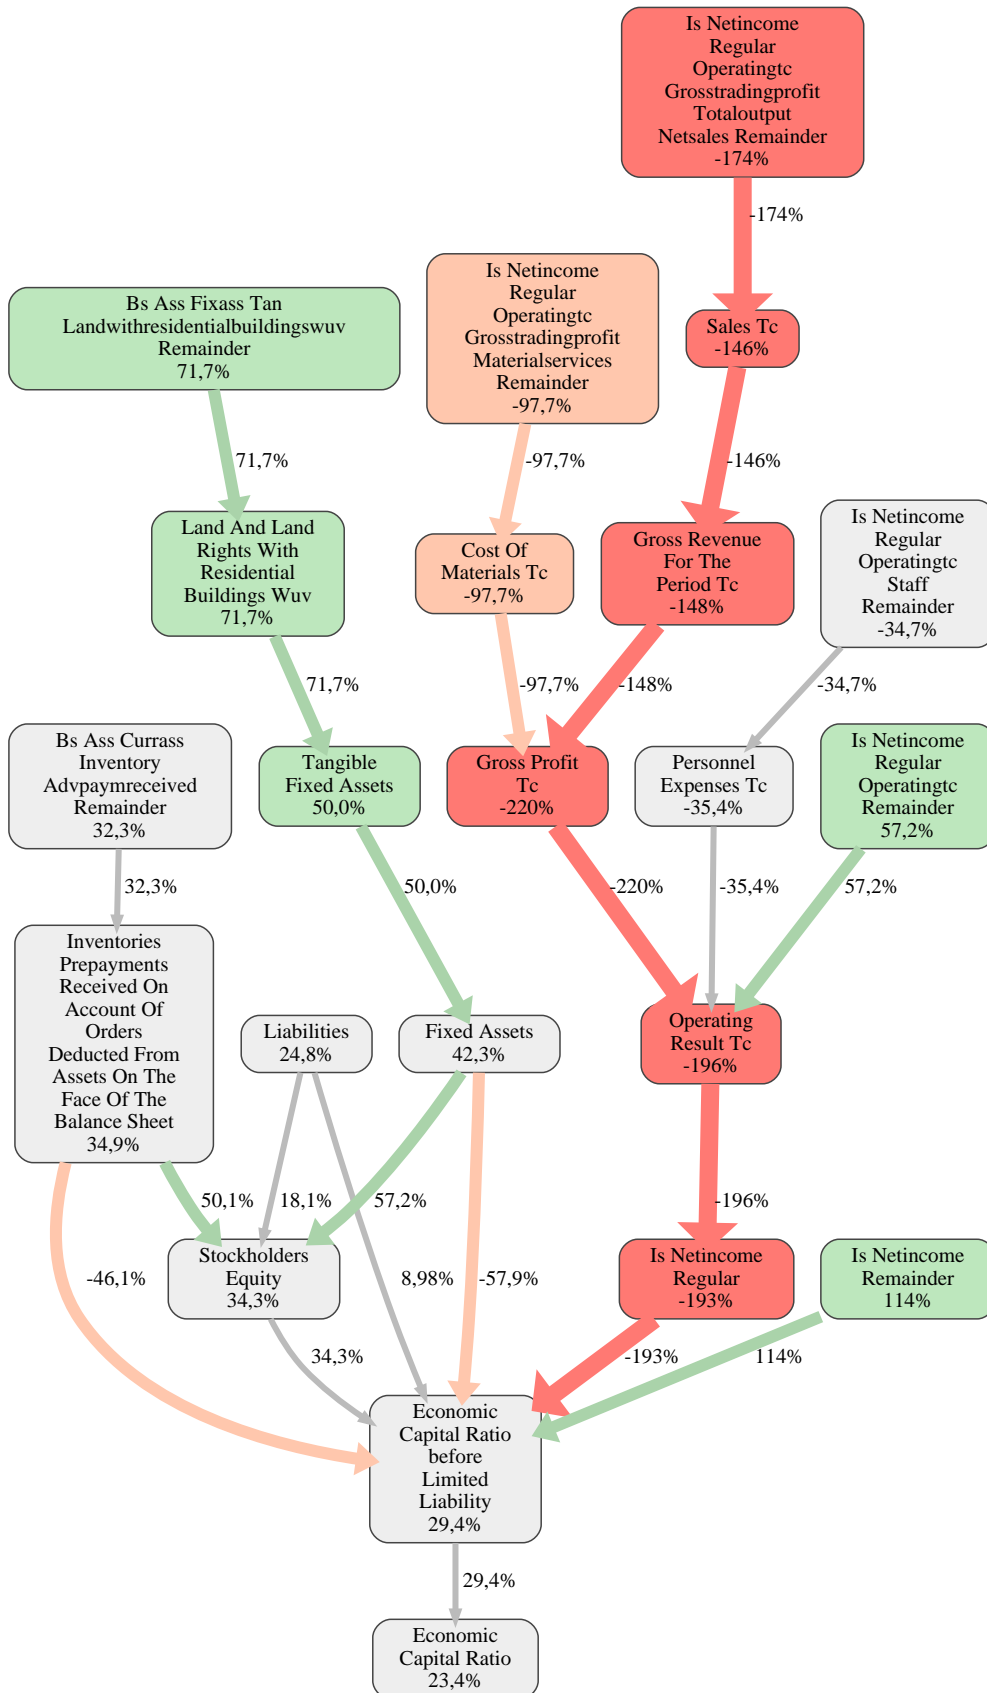 Is Netincome
Regular
Operatingtc
Grosstradingprofit
Totaloutput
Netsales Remainder
-174%
-174%
Bs Ass Fixass Tan
Landwithresidentialbuildingswuv
Remainder
71,7%
Is Netincome
Regular
Operatingtc
Grosstradingprofit
Materialservices
Remainder
-97,7%
Sales Tc
-146%
71,7%
-97,7%
-146%
Land And Land
Rights With
Residential
Buildings Wuv
71,7%
Cost Of
Materials Tc
-97,7%
Gross Revenue
For The
Period Tc
-148%
Is Netincome
Regular
Operatingtc
Staff
Remainder
-34,7%
71,7%
-97,7%
-148%
-34,7%
Bs Ass Currass
Inventory
Advpaymreceived
Remainder
32,3%
Tangible
Fixed Assets
50,0%
Gross Profit
Tc
-220%
Personnel
Expenses Tc
-35,4%
Is Netincome
Regular
Operatingtc
Remainder
57,2%
32,3%
50,0%
-220%
-35,4%
57,2%
Inventories
Prepayments
Received On
Account Of
Orders
Deducted From
Assets On The
Face Of The
Balance Sheet
34,9%
Liabilities
24,8%
Fixed Assets
42,3%
Operating
Result Tc
-196%
50,1%
18,1%
57,2%
-196%
-46,1%
Stockholders
Equity
34,3%
8,98%
-57,9%
Is Netincome
Regular
-193%
Is Netincome
Remainder
114%
34,3%
-193%
114%
Economic
Capital Ratio
before
Limited
Liability
29,4%
29,4%
Economic
Capital Ratio
23,4%